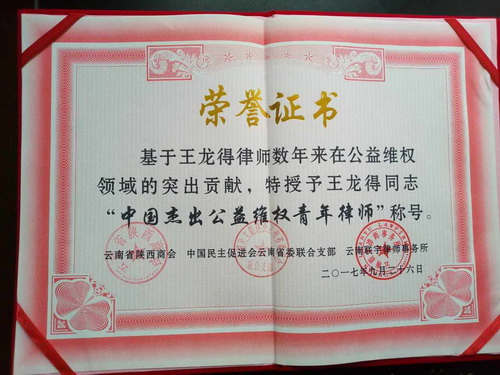 荣誉证书
基于王龙得律师数年来在公益维权
领域的突出贡献，特授予王龙得同志
“中国杰出公益维权青年律师”称号。
云南省陕西商会 中国民主促进会云南省委联合支部 云南联宇律师事务所
二〇一七年九月二十六日